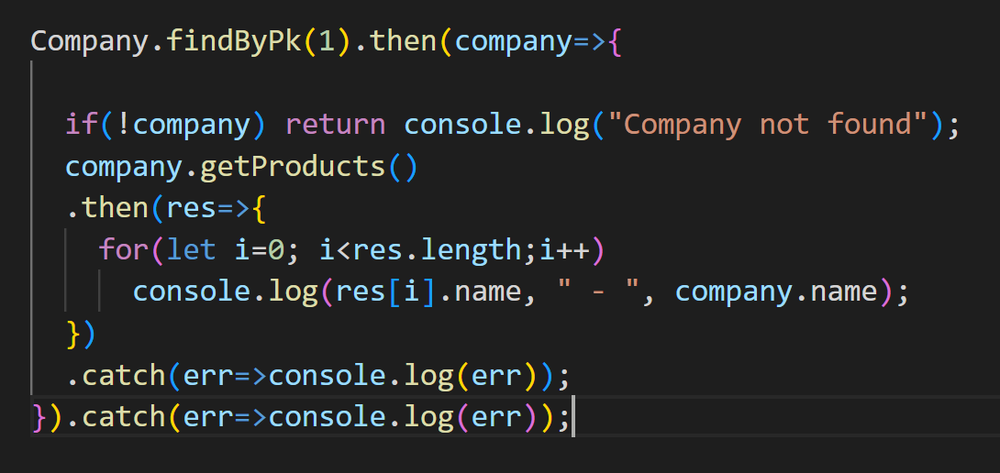 Company.findByPk(1).then(company=>{
if(!company) return console.log("Company not found");
company.getProducts()
.then(res=>{
for(let i=0; i<res.length;i++)
console.log(res[i].name, " - ", company.name);
})
.catch(err=>console.log(err));
}).catch(err=>console.log(err));